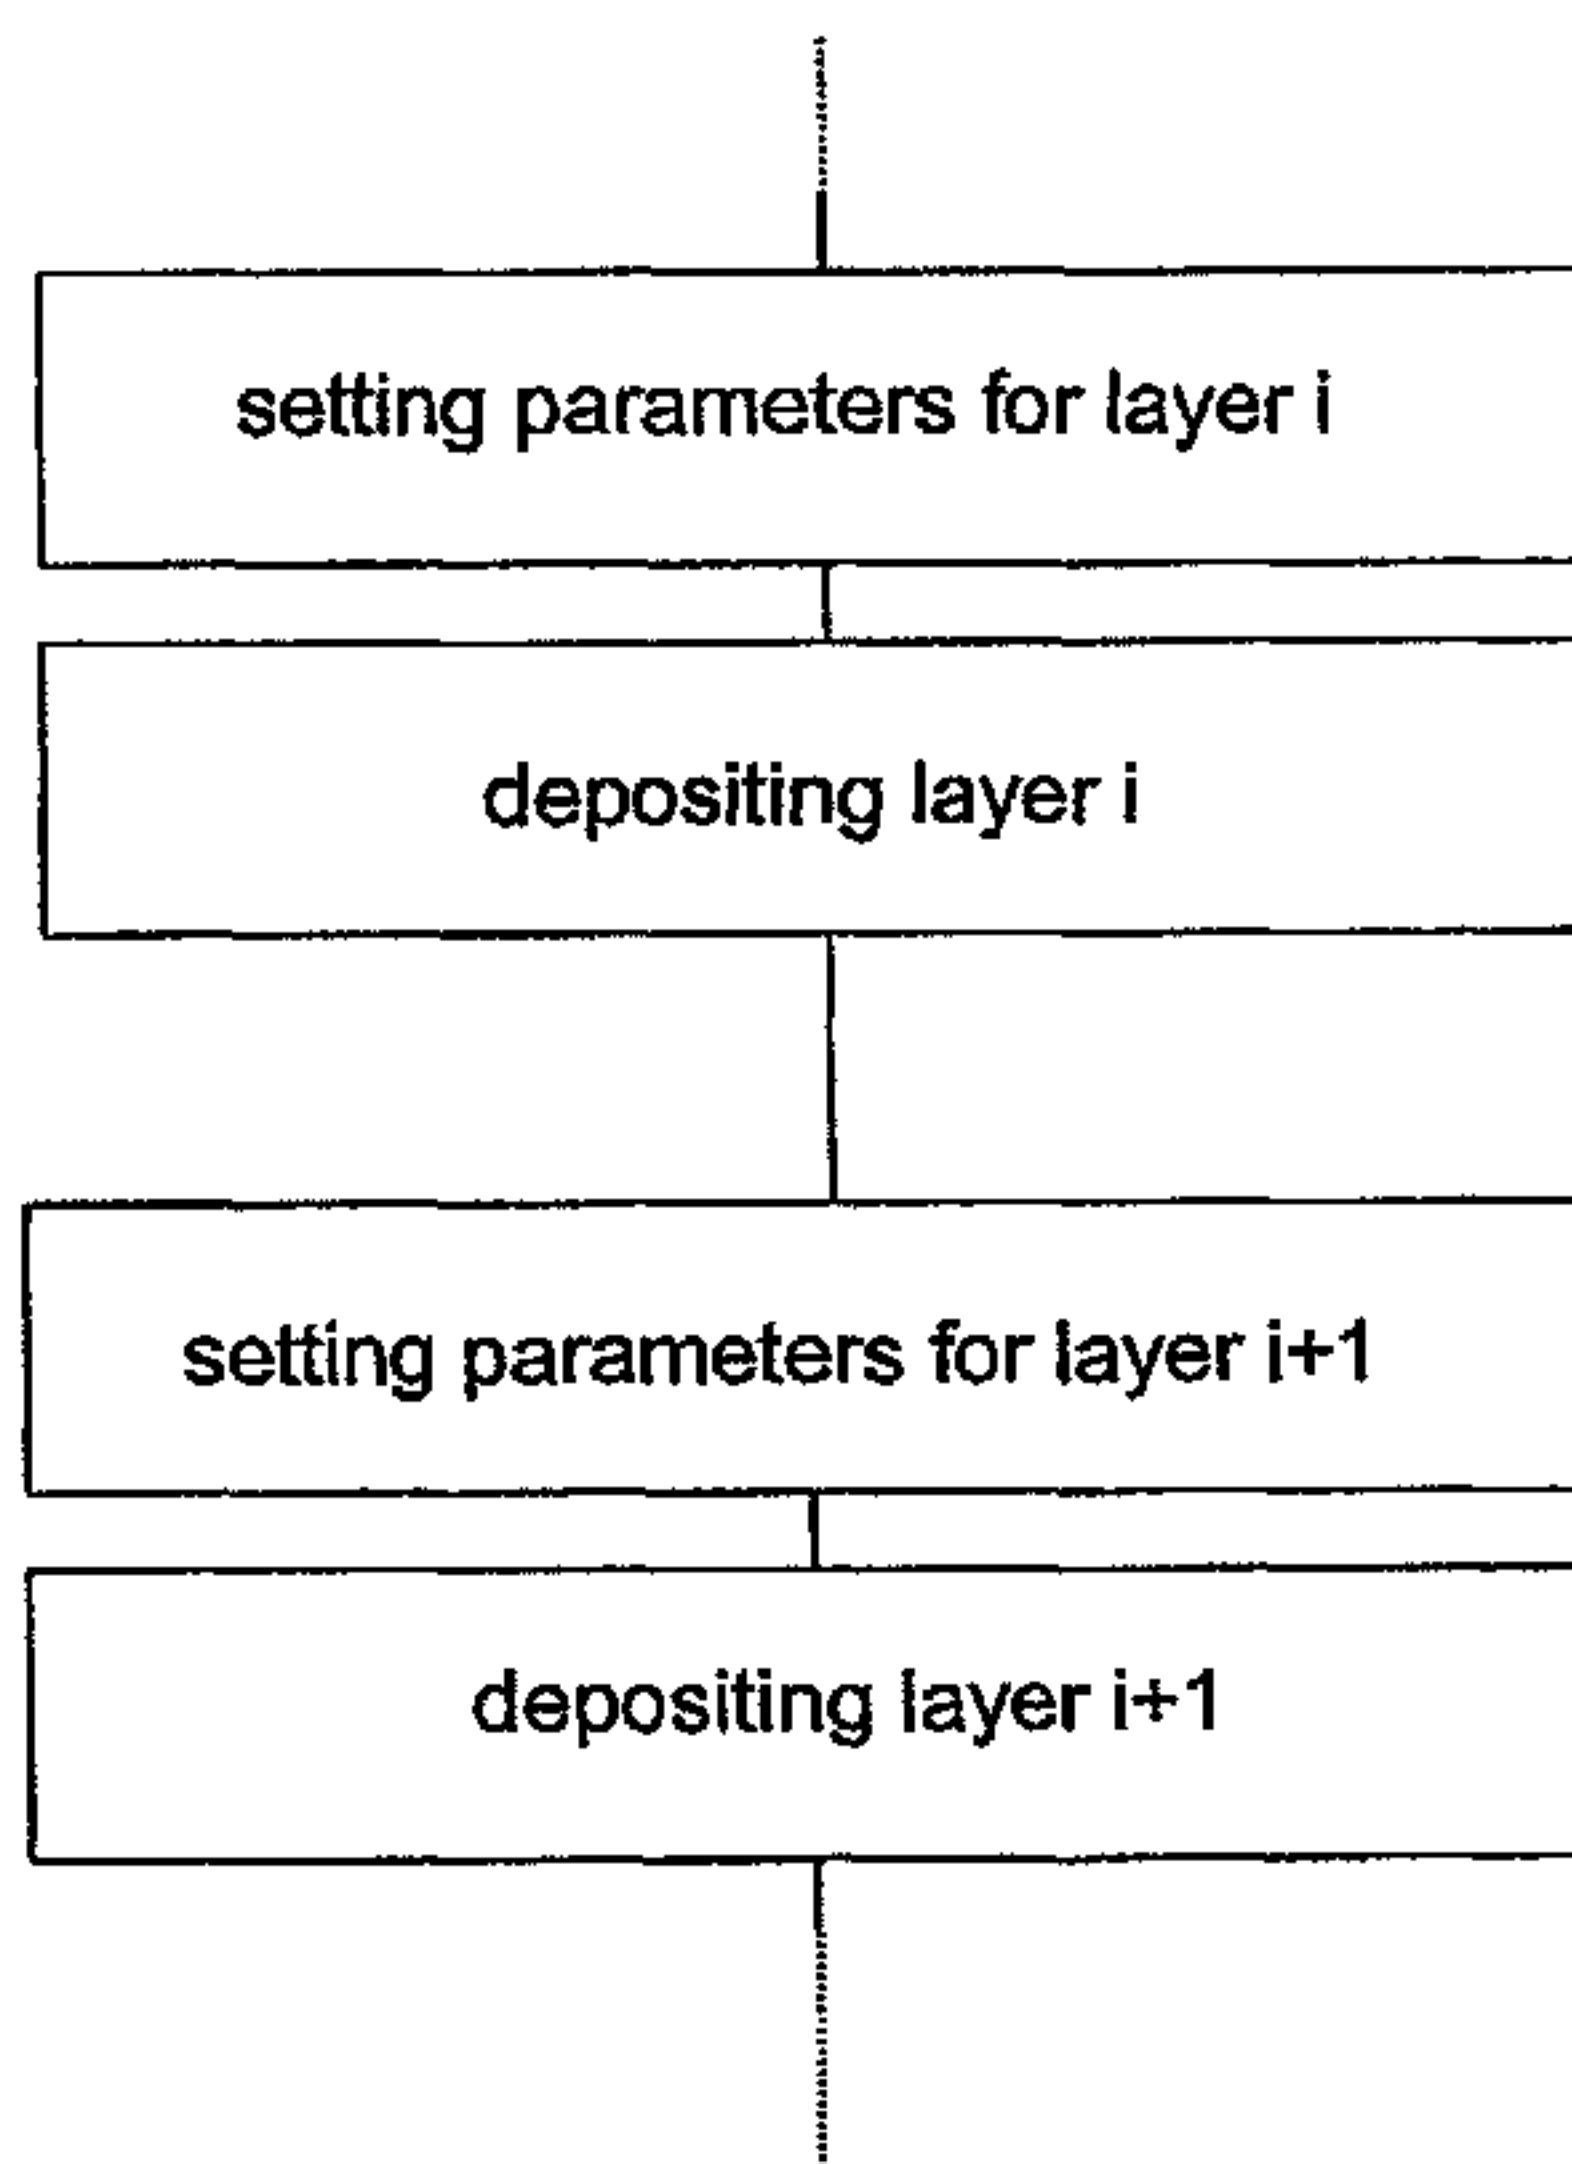 setting parameters for layer i
depositing layer i
setting parameters for layer i+1
depositing layer i+1